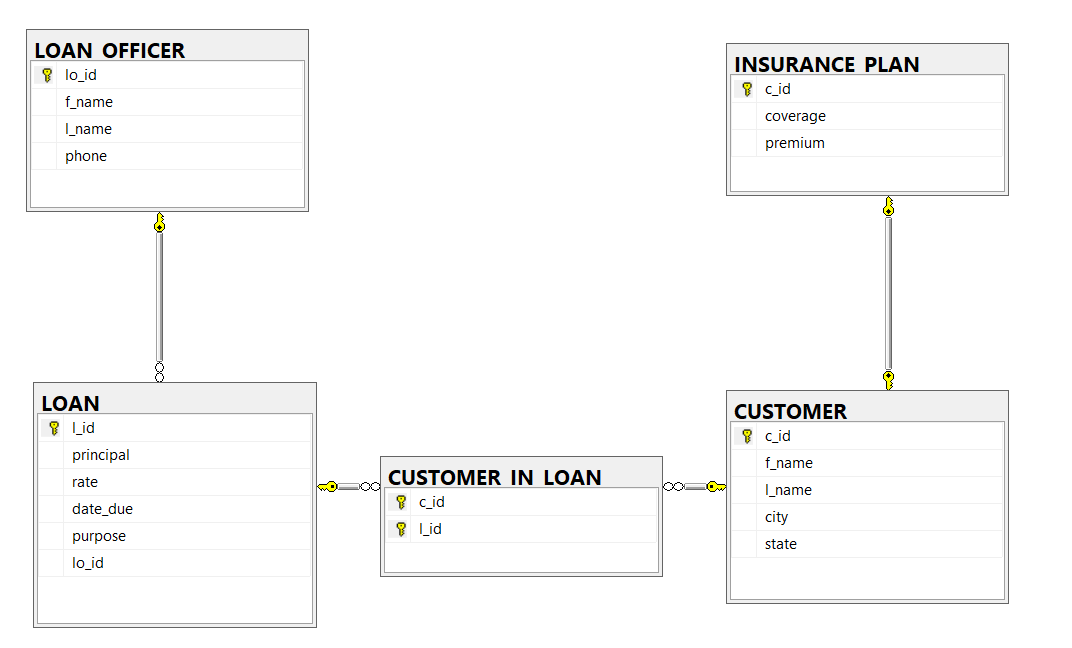 LOAN_OFFICER
lo_id
f_name
l_name
phone
INSURANCE_PLAN
c_id
coverage
premium
LOAN
l_id
principal
rate
date_due
purpose
lo_id
CUSTOMER_IN_LOAN
c_id
l_id
CUSTOMER
c_id
f_name
l_name
city
state